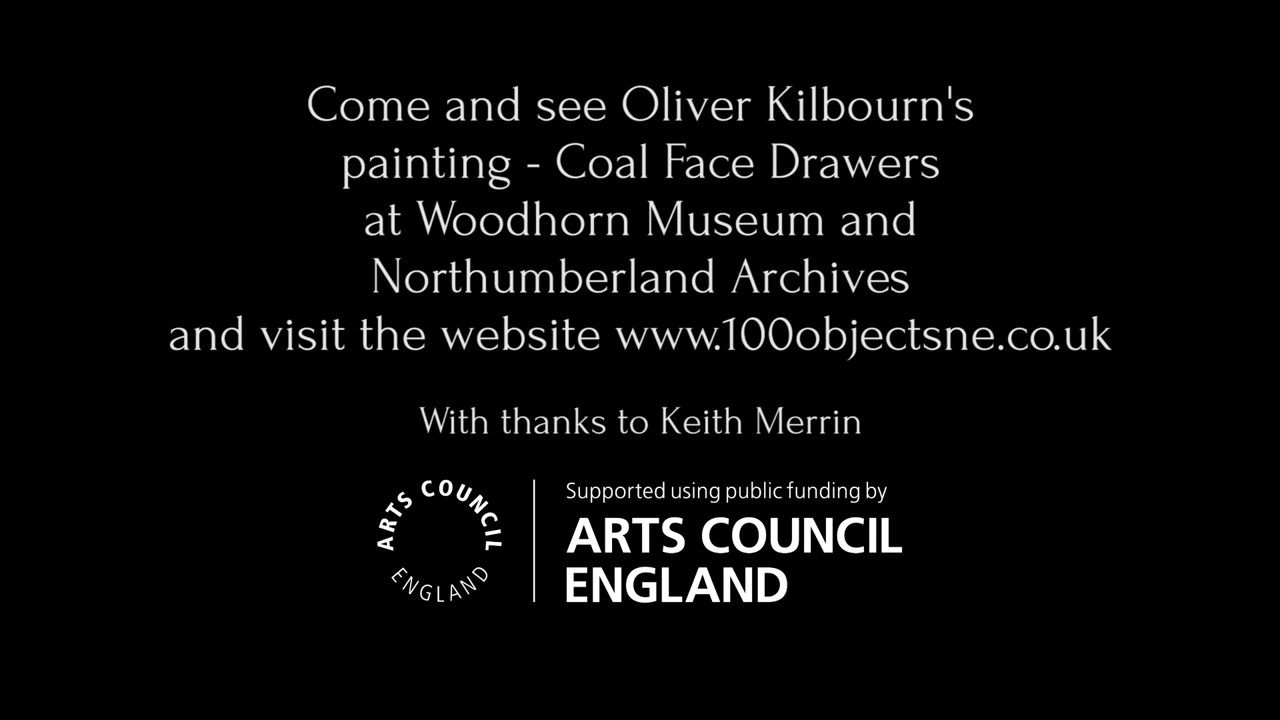 Come and see Oliver Kilbourn's
painting - Coal Face Drawers
at Woodhorn Museum and
Northumberland Archives
and visit the website www.100objectsne.co.uk
With thanks to Keith Merrin
ARTS COUNCIL
ENGLAND
Supported using public funding by
ARTS COUNCIL
ENGLAND